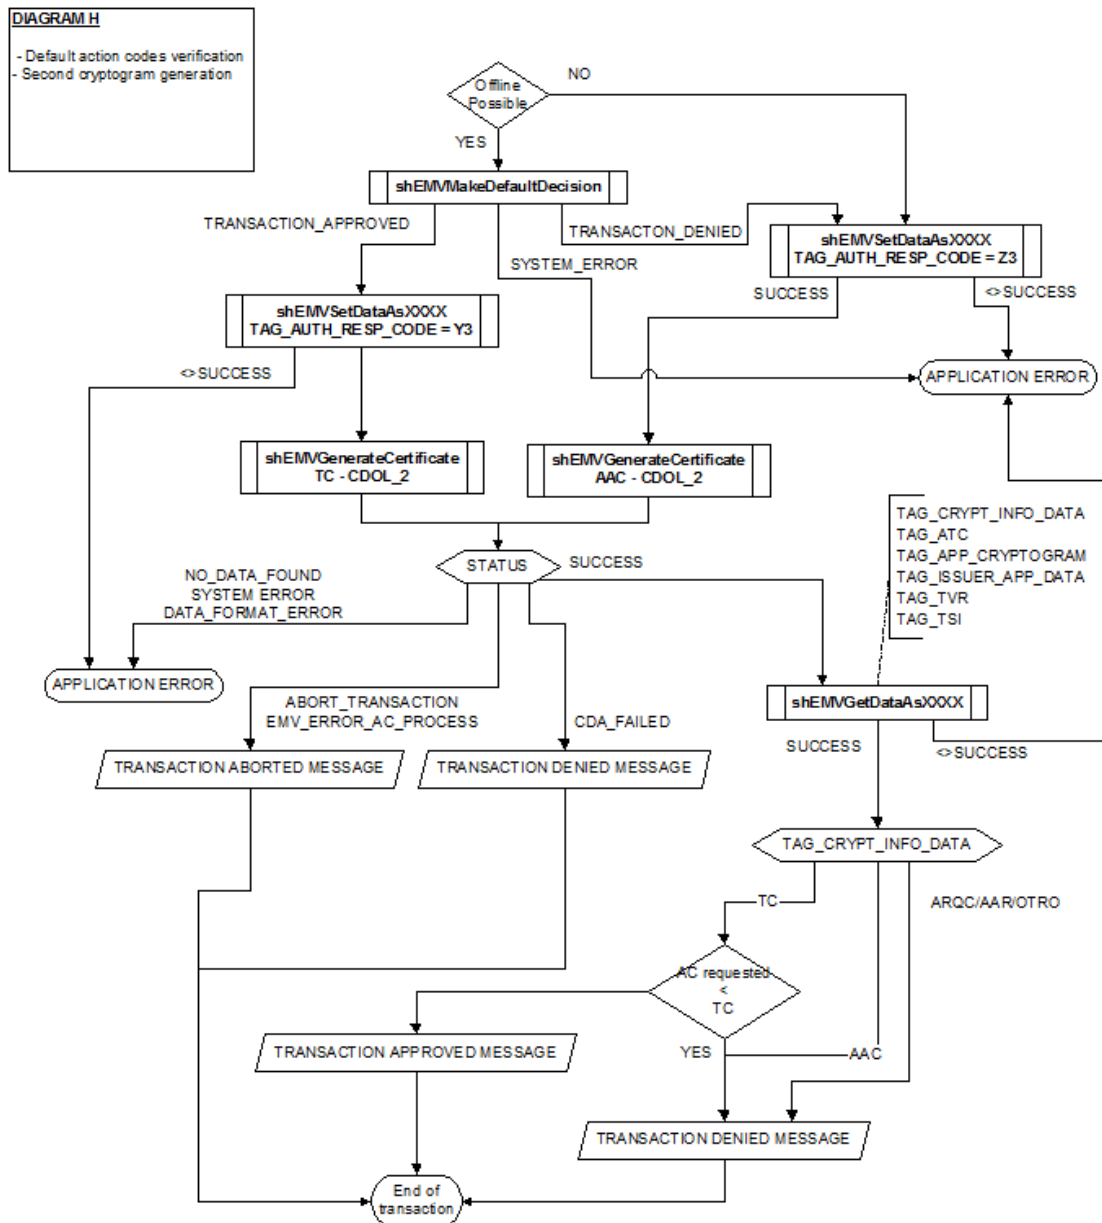 DIAGRAM H
- Default action codes verification
- Second cryptogram generation
Offline
Possible
NO
YES
shEMVMakeDefaultDecision
TRANSACTION_APPROVED
TRANSACTON_DENIED
SYSTEM_ERROR
shEMVSetDataAsXXXX
TAG_AUTH_RESP_CODE = Z3
SUCCESS
<>SUCCESS
shEMVSetDataAsXXXX
TAG_AUTH_RESP_CODE = Y3
<>SUCCESS
APPLICATION ERROR
shEMVGenerateCertificate
TC - CDOL_2
shEMVGenerateCertificate
AAC - CDOL_2
TAG_CRYPT_INFO_DATA
TAG_ATC
TAG_APP_CRYPTOGRAM
TAG_ISSUER_APP_DATA
TAG_TVR
TAG_TSI
STATUS
SUCCESS
NO_DATA_FOUND
SYSTEM ERROR
DATA_FORMAT_ERROR
APPLICATION ERROR
ABORT_TRANSACTION
EMV_ERROR_AC_PROCESS
CDA_FAILED
shEMVGetDataAsXXXX
SUCCESS
<>SUCCESS
TRANSACTION ABORTED MESSAGE
TRANSACTION DENIED MESSAGE
TAG_CRYPT_INFO_DATA
TC
ARQC/AAR/OTRO
AC requested
<
TC
TRANSACTION APPROVED MESSAGE
YES
AAC
TRANSACTION DENIED MESSAGE
End of
transaction